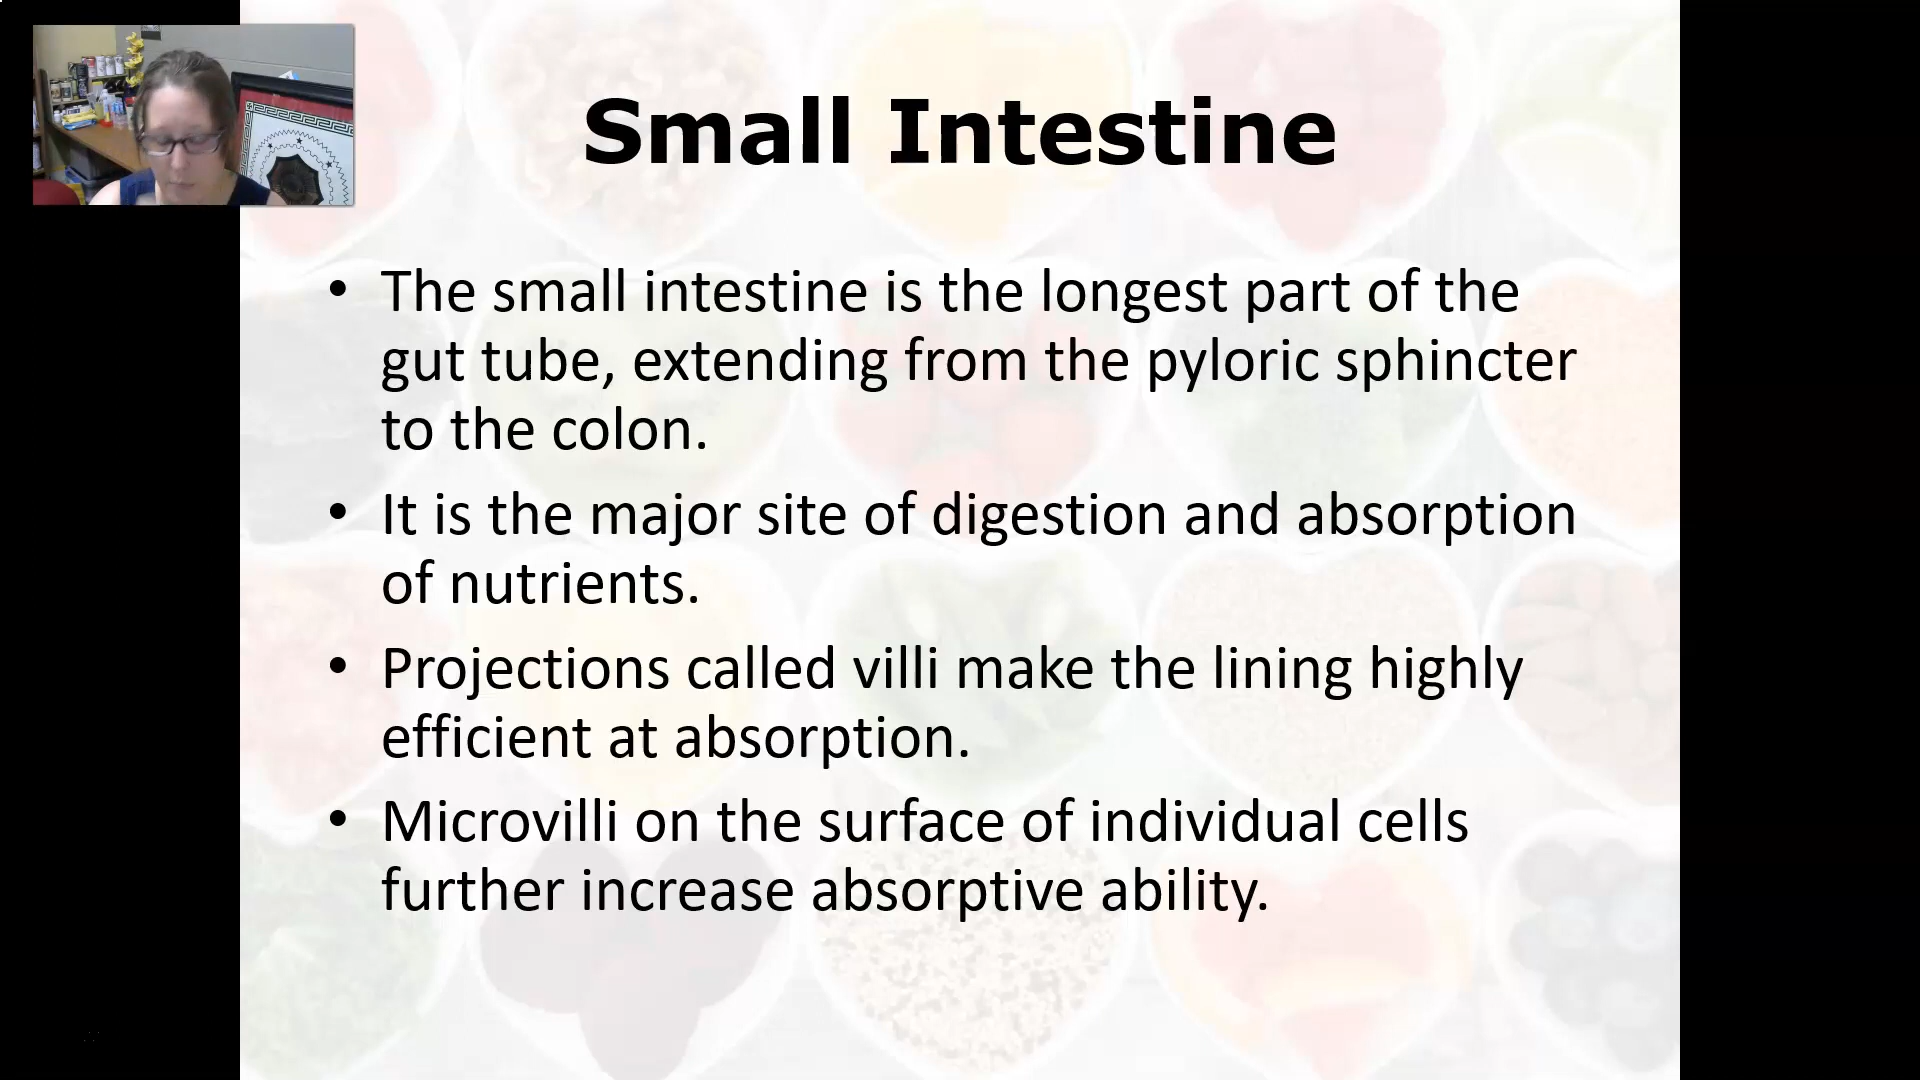 Small Intestine
• The small intestine is the longest part of the
gut tube, extending from the pyloric sphincter
to the colon.
• It is the major site of digestion and absorption
of nutrients.
• Projections called villi make the lining highly
efficient at absorption.
• Microvilli on the surface of individual cells
further increase absorptive ability.